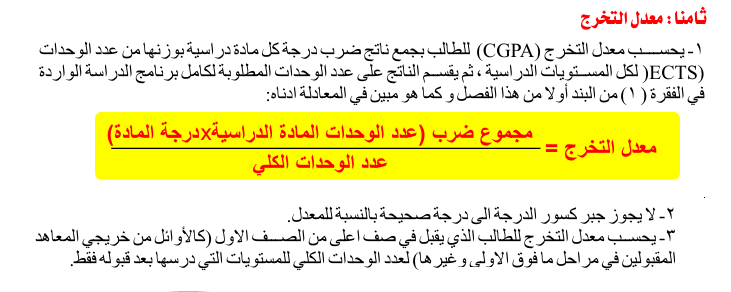 ثامنا : معدل التخرج
١- يحسب معدل التخرج (CGPA) للطالب بجمع ناتج ضرب درجة كل مادة دراسية بوزنها من عدد الوحدات
(ECTS) لكل المستويات الدراسية ، ثم يقسم الناتج على عدد الوحدات المطلوبة لكامل برنامج الدراسة الواردة
في الفقرة (١) من البند أولا من هذا الفصل و كما هو مبين في المعادلة ادناه:
معدل التخرج = مجموع ضرب (عدد الوحدات المادة الدراسيةxدرجة المادة)
عدد الوحدات الكلي
٢- لا يجوز جبر كسور الدرجة الى درجة صحيحة بالنسبة للمعدل.
٣- يحسب معدل التخرج للطالب الذي يقبل في صف اعلى من الصف الاول (كالأوائل من خريجي المعاهد
المقبولين في مراحل ما فوق الاولى وغيرها) لعدد الوحدات الكلي للمستويات التي درسها بعد قبوله فقط.